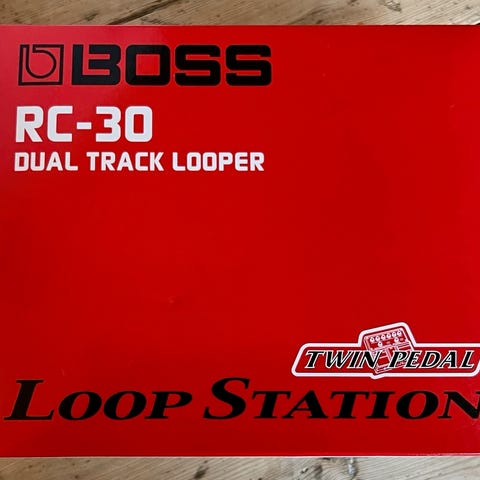 BOSS
RC-30
DUAL TRACK LOOPER
TWIN PEDAL
LOOP STATION